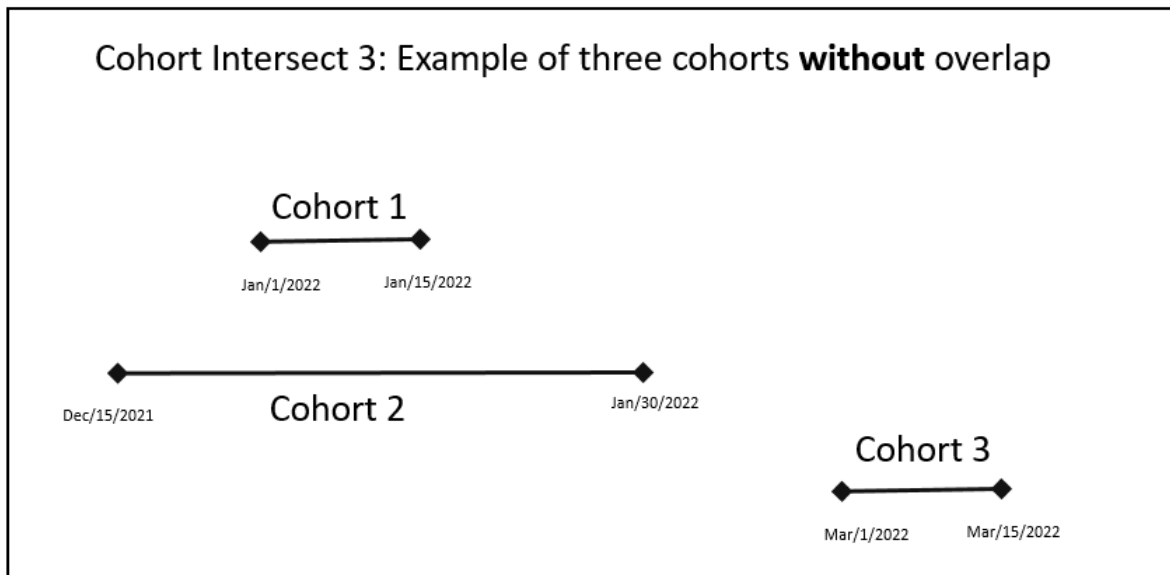 Cohort Intersect 3: Example of three cohorts without overlap
Cohort 1
Jan/1/2022
Jan/15/2022
Cohort 2
Dec/15/2021
Jan/30/2022
Cohort 3
Mar/1/2022
Mar/15/2022